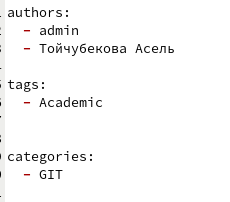 authors:
  - admin
  - Тойчубекова Асель
tags:
  - Academic
categories:
  - GIT